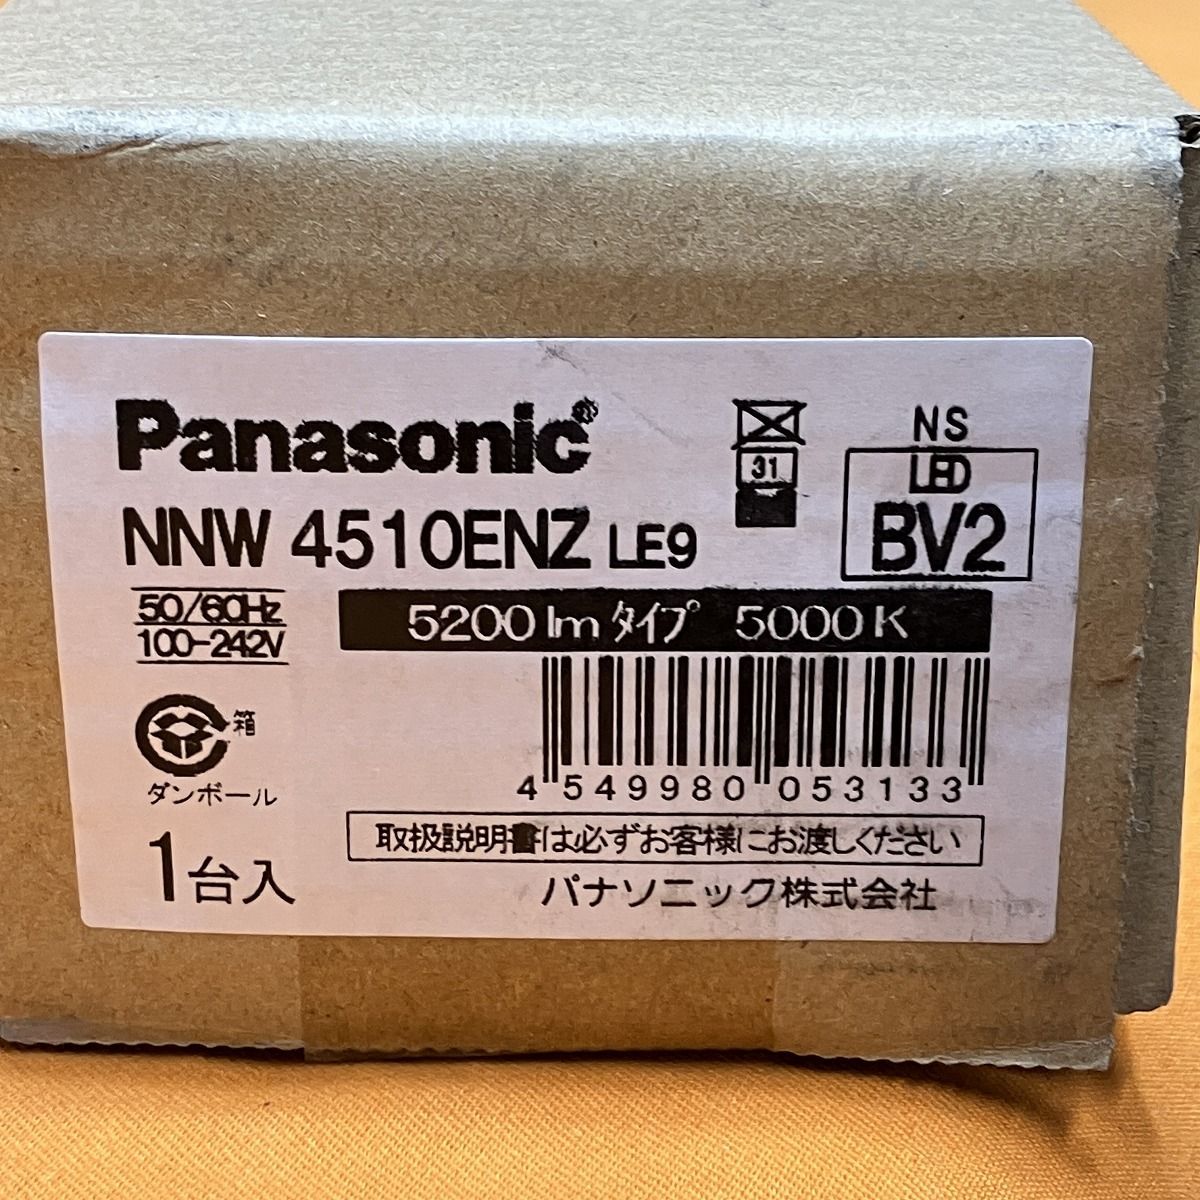 Panasonic®
NNW 4510ENZ LE9
31
NS
LED
BV2
50/60Hz
100-242V
5200 lm タイプ 5000 K
箱
ダンボール
4 549980 053133
1台入
取扱説明書は必ずお客様にお渡しください
パナソニック株式会社